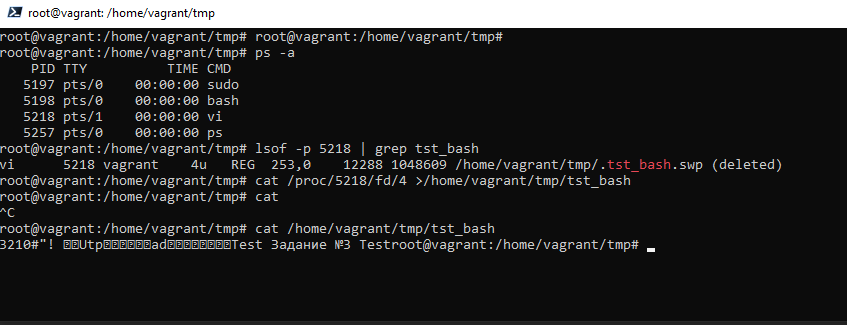 root@vagrant: /home/vagrant/tmp
root@vagrant:/home/vagrant/tmp# root@vagrant:/home/vagrant/tmp#
root@vagrant:/home/vagrant/tmp# ps -a
    PID TTY          TIME CMD
   5197 pts/0    00:00:00 sudo
   5198 pts/0    00:00:00 bash
   5218 pts/1    00:00:00 vi
   5257 pts/0    00:00:00 ps
root@vagrant:/home/vagrant/tmp# lsof -p 5218 | grep tst_bash
vi      5218 vagrant    4u   REG  253,0    12288 1048609 /home/vagrant/tmp/.tst_bash.swp (deleted)
root@vagrant:/home/vagrant/tmp# cat /proc/5218/fd/4 >/home/vagrant/tmp/tst_bash
root@vagrant:/home/vagrant/tmp# cat
^C
root@vagrant:/home/vagrant/tmp# cat /home/vagrant/tmp/tst_bash
3210#"! Utp ad Test Задание №3 Testroot@vagrant:/home/vagrant/tmp#